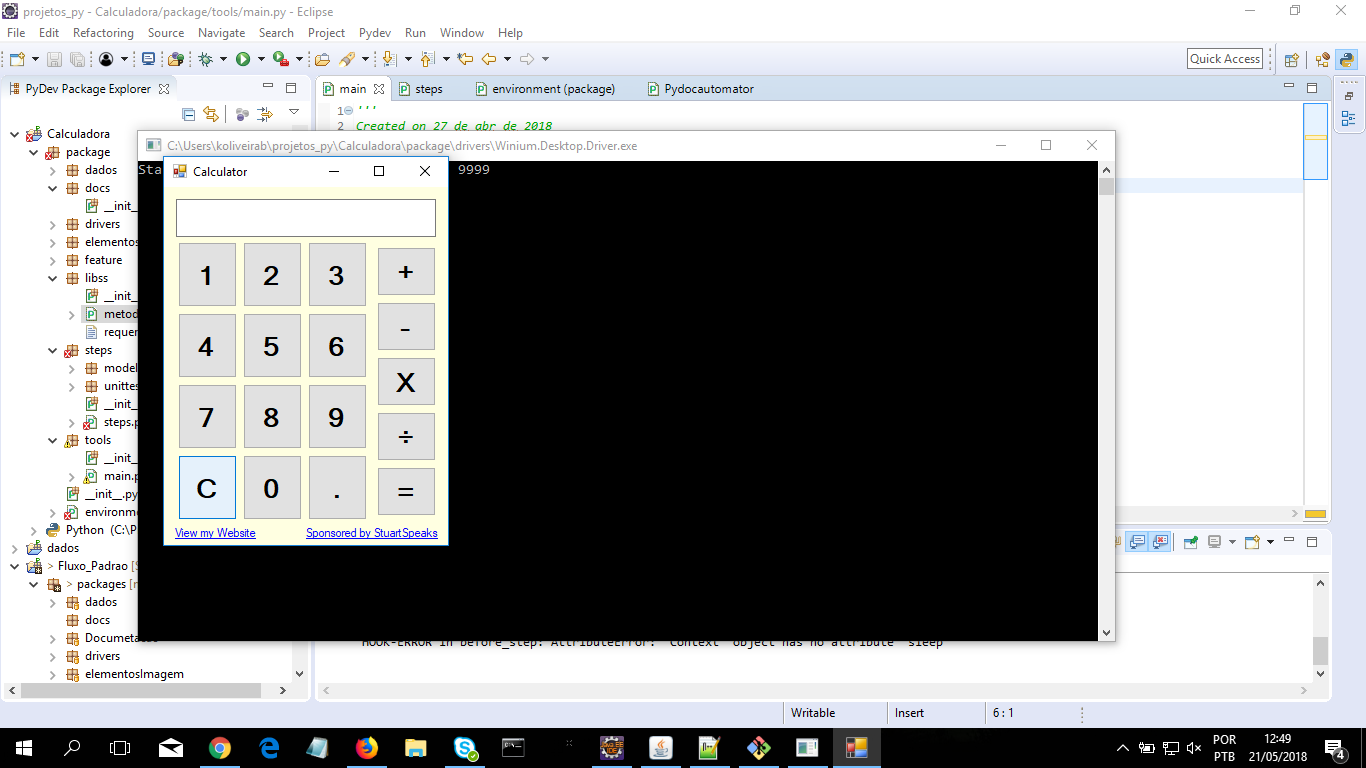 projetos_py - Calculadora/package/tools/main.py - Eclipse
File Edit Refactoring Source Navigate Search Project Pydev Run Window Help
Quick Access
PyDev Package Explorer
main steps environment (package) Pydocautomator
1 '''
2 Created on 27 de abr de 2018
Calculadora
package
dados
docs
__init_
drivers
elementos
feature
libss
__init_
metod
requer
steps
model
unittes
__init_
steps.p
tools
__init_
main.p
__init__.py
environm
Python (C:\P
dados
> Fluxo_Padrao [
> packages [
dados
docs
Documetacao
drivers
elementosImagem
C:\Users\koliveirab\projetos_py\Calculadora\package\drivers\Winium.Desktop.Driver.exe
Sta 9999
Calculator
1 2 3 +
4 5 6 -
7 8 9 X
÷
C 0 . =
View my Website Sponsored by StuartSpeaks
HOOK-ERROR in before_step: AttributeError: 'Context' object has no attribute 'sleep'
Writable Insert 6 : 1
POR 12:49
PTB 21/05/2018
4